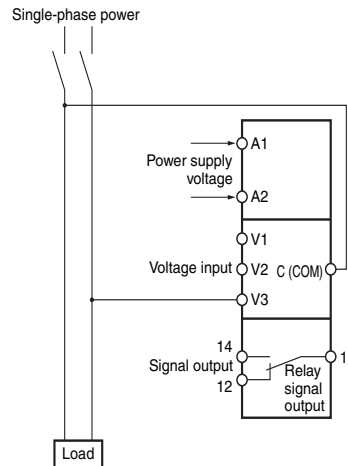 Single-phase power
A1
Power supply
voltage
A2
V1
Voltage input
V2
C (COM)
V3
14
Signal output
12
1
Relay
signal
output
Load